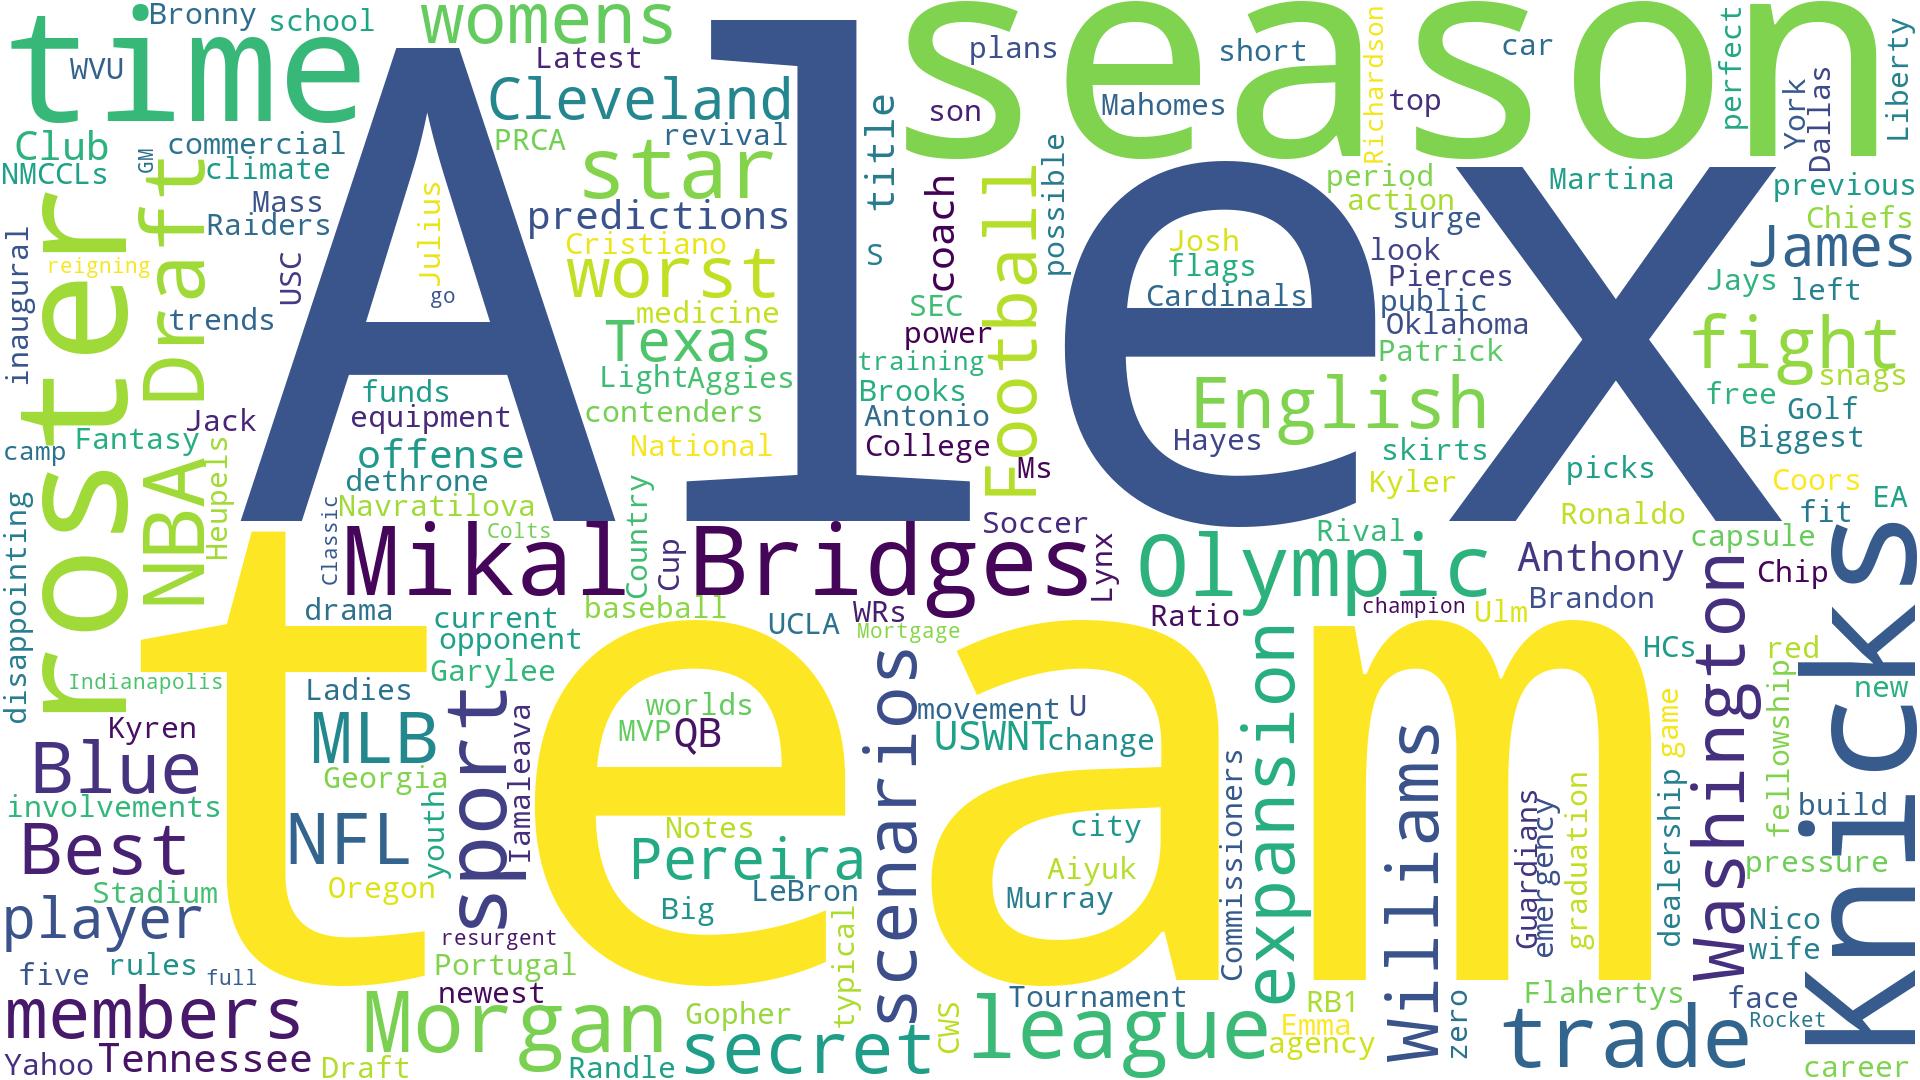 Bronny
school
womens
season
time
WVU
Latest
plans
short
Richardson
car
perfect
Liberty
Cleveland
Mahomes
top
York
Dallas
son
title
Alex
Club
NMCCLs
GM
commercial
climate
PRCA
revival
star
possible
period
action
Martina
previous
Chiefs
Mass
Raiders
predictions
coach
Football
surge
James
roster
NBA Draft
Julius
Cristiano
S
Josh
flags
look
inaugural
reigning
USC
go
worst
Pierces
Jays
left
trends
medicine
SEC
Cardinals
public
Oklahoma
Texas
power
Patrick
fight
training
LightAggies
Brooks
English
snags
funds
free
Jack
equipment
contenders
Antonio
Golf
Fantasy
camp
offense
National
College
Hayes
skirts
Biggest
Heupels
dethrone
Ms
Kyler
picks
Coors
EA
disappointing
Classic
Navratilova
Country
Soccer
Ronaldo
fit
Colts
Rival
capsule
Mikal Bridges
Cup
Lynx
Olympic
Anthony
Chip
Knicks
drama
current
baseball
UCLA
WRs
Ratio
champion
Ulm
Brandon
team
opponent
Mortgage
HCs
red
Washington
Indianapolis
Garylee
Ladies
worlds
scenarios
movement
U
expansion
game
fellowship
new
Kyren
MLB
sport
Iamaleava
MVP
QB
USWNT
change
Williams
Blue
Georgia
Commissioners
dealership
involvements
youth
Notes
city
Guardians
emergency
graduation
build
Best
NFL
Pereira
pressure
Stadium
Oregon
LeBron
Aiyuk
player
Big
Murray
Nico
resurgent
typical
wife
five
rules
full
Portugal
newest
Tournament
RB1
Flahertys
face
members
Morgan
Gopher
CWS
league
zero
trade
Rocket
Emma
Yahoo
Tennessee
Draft
Randle
secret
agency
career